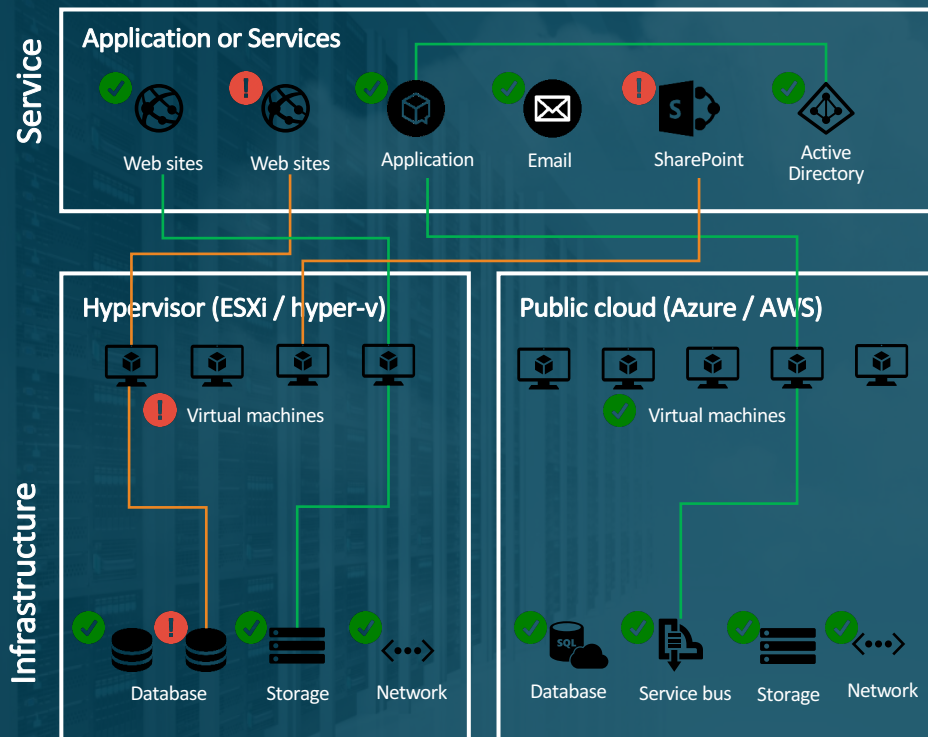 Service
Application or Services
Web sites
Web sites
Application
Email
S
SharePoint
Active
Directory
Infrastructure
Hypervisor (ESXi / hyper-v)
Virtual machines
Database
Storage
Network
Public cloud (Azure / AWS)
Virtual machines
SQL
Database
Service bus
Storage
Network